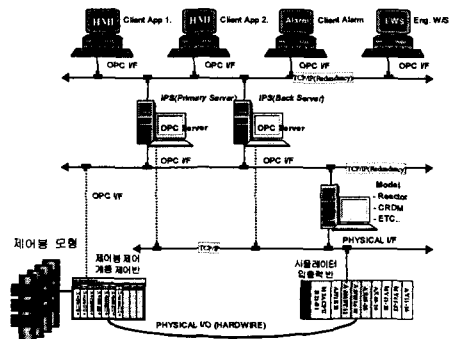 HMI Client App 1.
HMI Client App 2.
Alarm Client Alarm
EWS Eng. W/S
OPC I/F
OPC I/F
OPC I/F
OPC I/F
TCP/IP(Redundancy)
IPS(Primary Server)
IPS(Back Server)
OPC Server
OPC Server
OPC I/F
OPC I/F
OPC I/F
TCP/IP(Redundancy)
OPC I/F
Model
- Reactor
- CRDM
- ETC..
TCP/IP
PHYSICAL I/F
제어봉 모형
제어봉 제어
계통 제어반
시뮬레이터
입출력 반
PHYSICAL I/O (HARDWIRE)